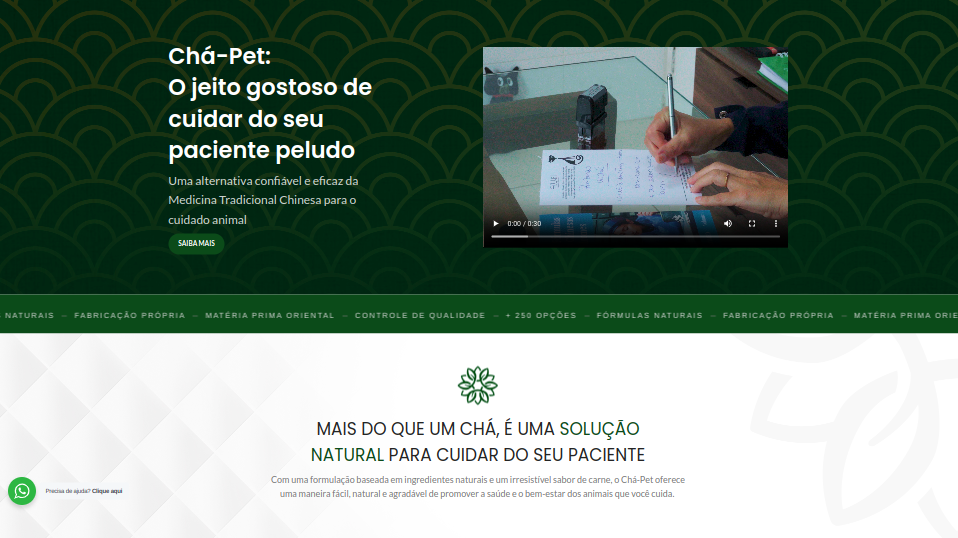 Chá-Pet:
O jeito gostoso de
cuidar do seu
paciente peludo
Uma alternativa confiável e eficaz da
Medicina Tradicional Chinesa para o
cuidado animal
SAIBA MAIS
0:00 / 0:30
NATURAIS — FABRICAÇÃO PRÓPRIA — MATÉRIA PRIMA ORIENTAL — CONTROLE DE QUALIDADE — + 250 OPÇÕES — FÓRMULAS NATURAIS — FABRICAÇÃO PRÓPRIA — MATÉRIA PRIMA ORIE
MAIS DO QUE UM CHÁ, É UMA SOLUÇÃO
NATURAL PARA CUIDAR DO SEU PACIENTE
Com uma formulação baseada em ingredientes naturais e um irresistível sabor de carne, o Chá-Pet oferece
uma maneira fácil, natural e agradável de promover a saúde e o bem-estar dos animais que você cuida.
Precisa de ajuda? Clique aqui